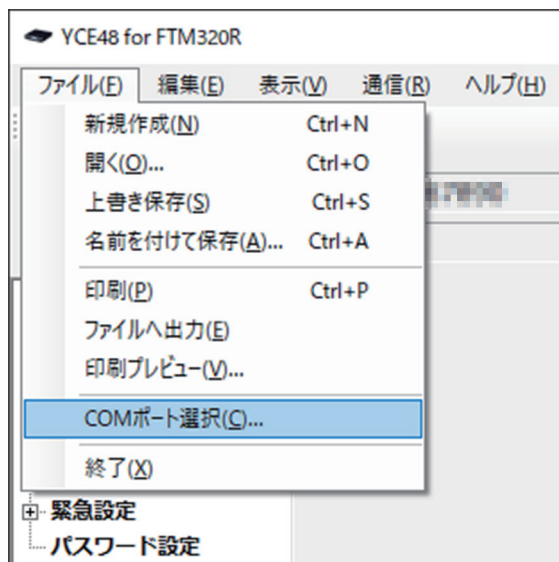 YCE48 for FTM320R
ファイル(F) 編集(E) 表示(V) 通信(R) ヘルプ(H)
新規作成(N) Ctrl+N
開く(O)... Ctrl+O
上書き保存(S) Ctrl+S
名前を付けて保存(A)... Ctrl+A
印刷(P) Ctrl+P
ファイルへ出力(E)
印刷プレビュー(V)...
COMポート選択(C)...
終了(X)
緊急設定
パスワード設定